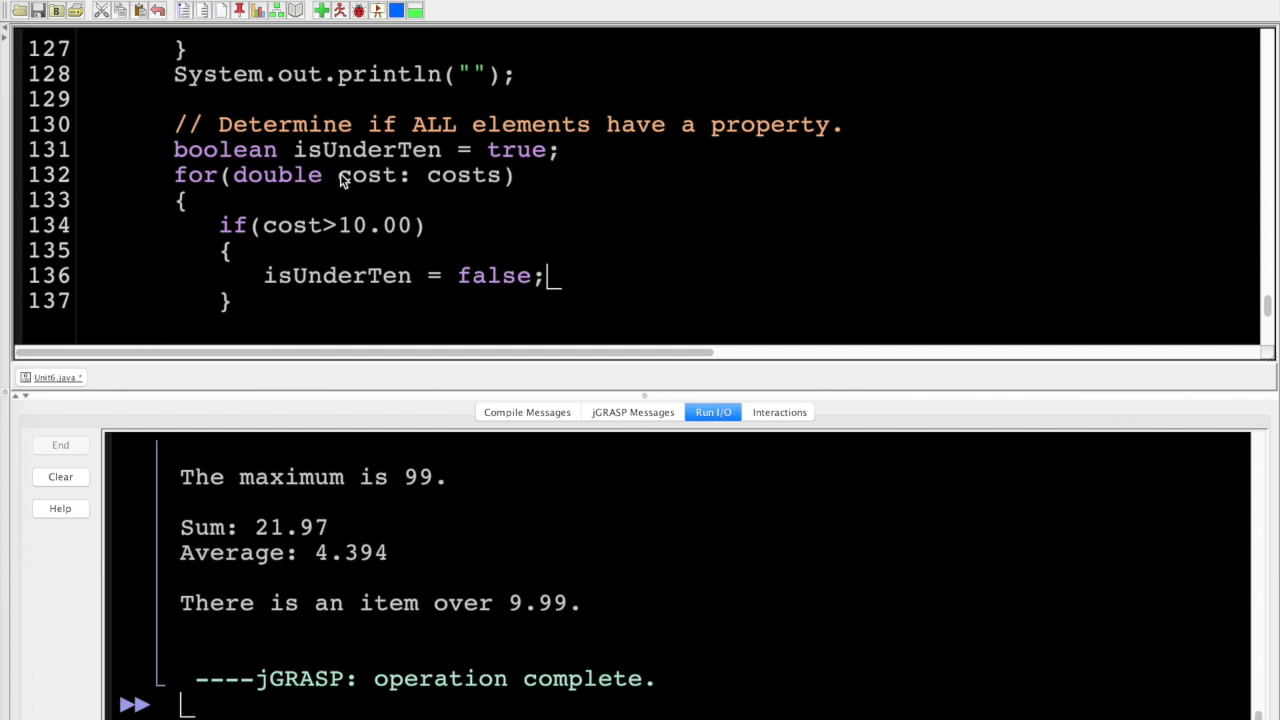 127 }
128 System.out.println("");
129
130 // Determine if ALL elements have a property.
131 boolean isUnderTen = true;
132 for(double cost: costs)
133 {
134 if(cost>10.00)
135 {
136 isUnderTen = false;
137 }
Unit6.java *
Compile Messages jGRASP Messages Run I/O Interactions
End
Clear
Help
The maximum is 99.
Sum: 21.97
Average: 4.394
There is an item over 9.99.
----jGRASP: operation complete.